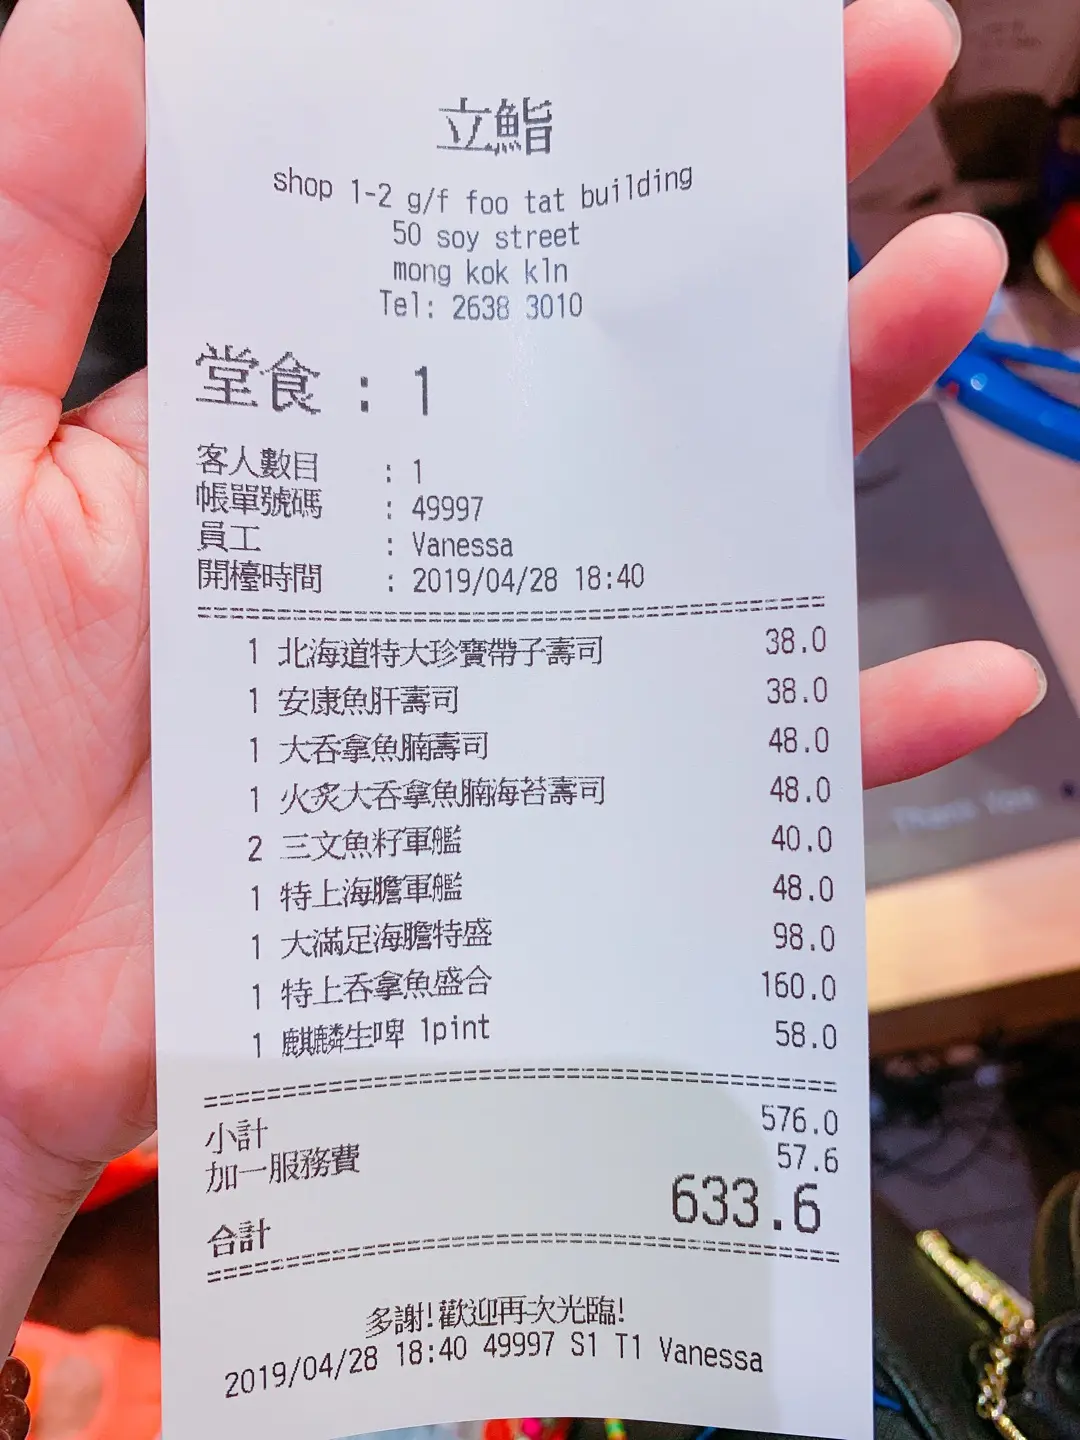 立鮨
shop 1-2 g/f foo tat building
50 soy street
mong kok kln
Tel: 2638 3010
堂食 : 1
客人數目 : 1
帳單號碼 : 49997
員工 : Vanessa
開檯時間 : 2019/04/28 18:40
1 北海道特大珍寶帶子壽司 38.0
1 安康魚肝壽司 38.0
1 大吞拿魚腩壽司 48.0
1 火炙大吞拿魚腩海苔壽司 48.0
2 三文魚籽軍艦 40.0
1 特上海膽軍艦 48.0
1 大滿足海膽特盛 98.0
1 特上吞拿魚盛合 160.0
1 麒麟生啤 1pint 58.0
小計 576.0
加一服務費 57.6
合計 633.6
多謝!歡迎再次光臨!
2019/04/28 18:40 49997 S1 T1 Vanessa
Thank You